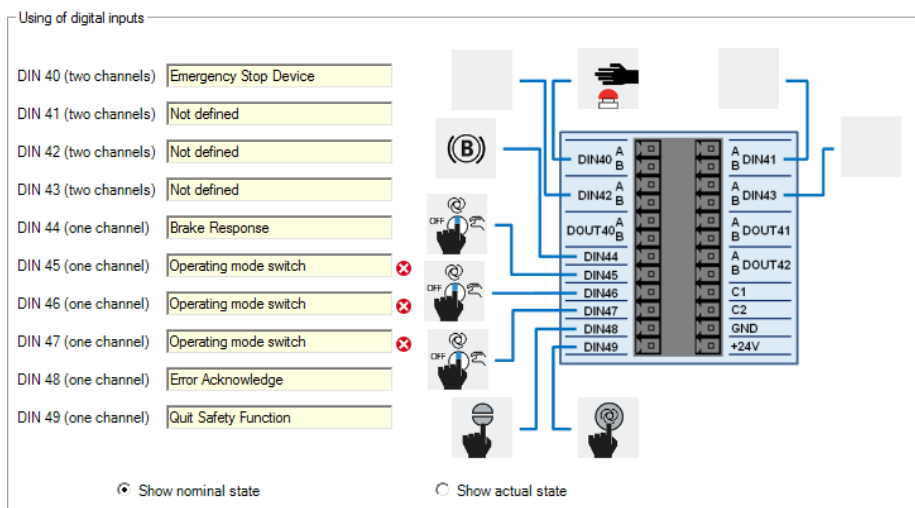 Using of digital inputs
DIN 40 (two channels) Emergency Stop Device
DIN 41 (two channels) Not defined
DIN 42 (two channels) Not defined
DIN 43 (two channels) Not defined
DIN 44 (one channel) Brake Response
DIN 45 (one channel) Operating mode switch
DIN 46 (one channel) Operating mode switch
DIN 47 (one channel) Operating mode switch
DIN 48 (one channel) Error Acknowledge
DIN 49 (one channel) Quit Safety Function
Show nominal state
Show actual state
B
OFF
OFF
OFF
DIN40 A B
DIN42 A B
DOUT40 A B
DIN44
DIN45
DIN46
DIN47
DIN48
DIN49
A B DIN41
A B DIN43
A B DOUT41
A B DOUT42
C1
C2
GND
+24V